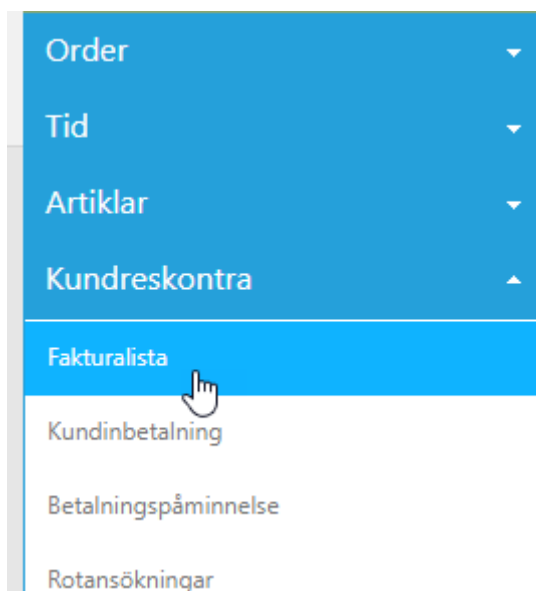 Order
Tid
Artiklar
Kundreskontra
Fakturalista
Kundinbetalning
Betalningspåminnelse
Rotansökningar